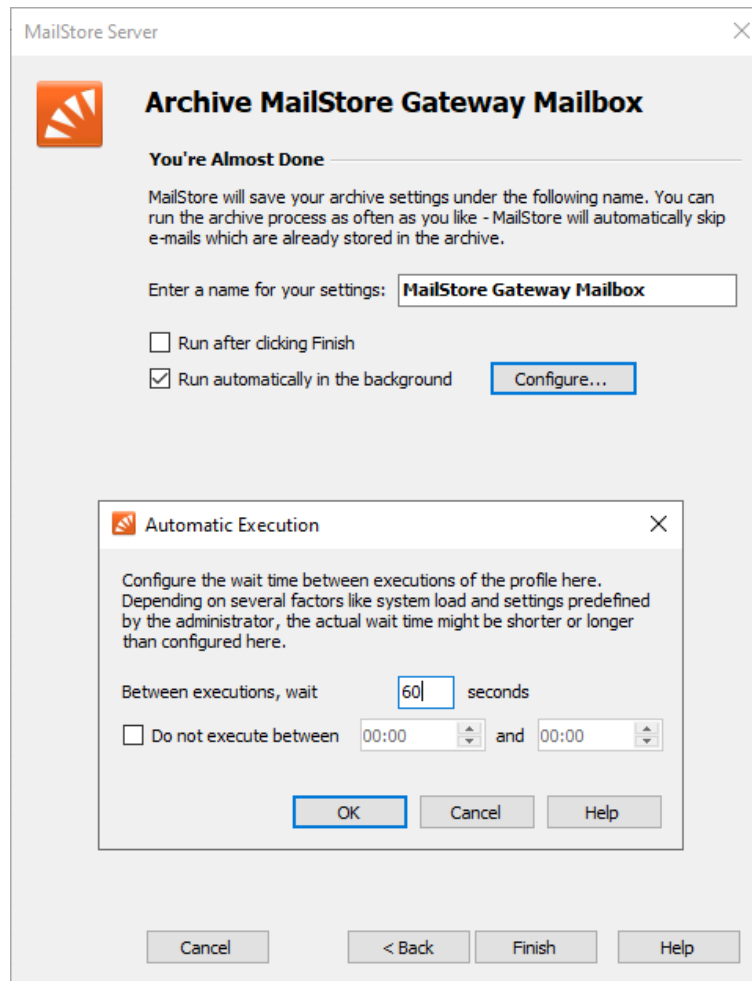 MailStore Server
Archive MailStore Gateway Mailbox
You're Almost Done
MailStore will save your archive settings under the following name. You can
run the archive process as often as you like - MailStore will automatically skip
e-mails which are already stored in the archive.
Enter a name for your settings: MailStore Gateway Mailbox
Run after clicking Finish
Run automatically in the background Configure...
Automatic Execution
Configure the wait time between executions of the profile here.
Depending on several factors like system load and settings predefined
by the administrator, the actual wait time might be shorter or longer
than configured here.
Between executions, wait 60 seconds
Do not execute between 00:00 and 00:00
OK Cancel Help
Cancel < Back Finish Help